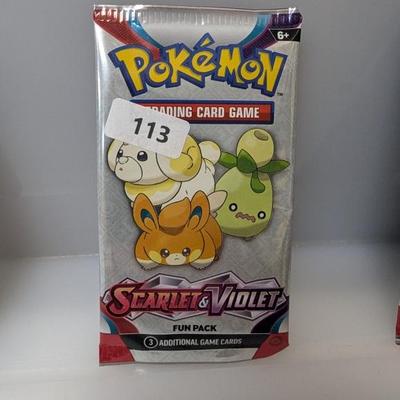 6+
POKéMON
TRADING CARD GAME
113
SCARLET & VIOLET
FUN PACK
3 ADDITIONAL GAME CARDS